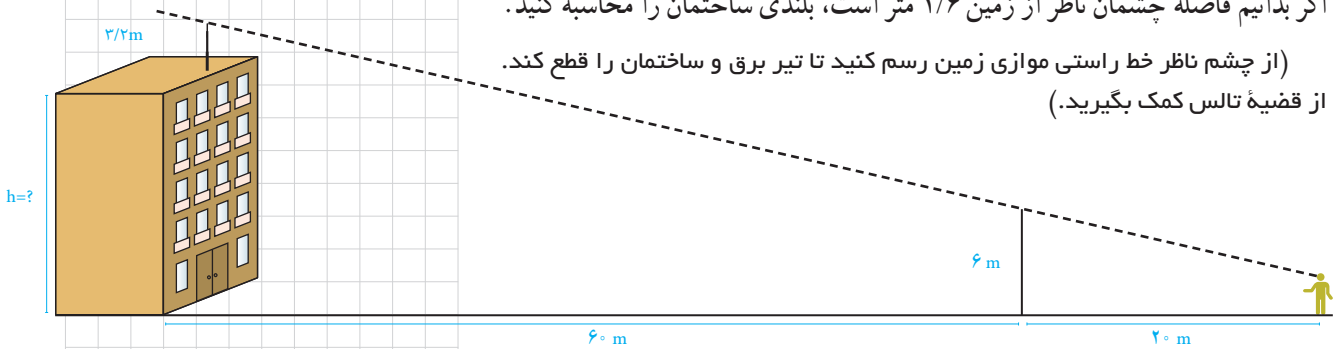 اگر بدانیم فاصله چشمان ناظر از زمین ۱/۶ متر است، بلندی ساختمان را محاسبه کنید.
(از چشم ناظر خط راستی موازی زمین رسم کنید تا تیر برق و ساختمان را قطع کند.
از قضیهٔ تالس کمک بگیرید.)
۳/۲m
h=?
۶ m
۶۰ m
۲۰ m